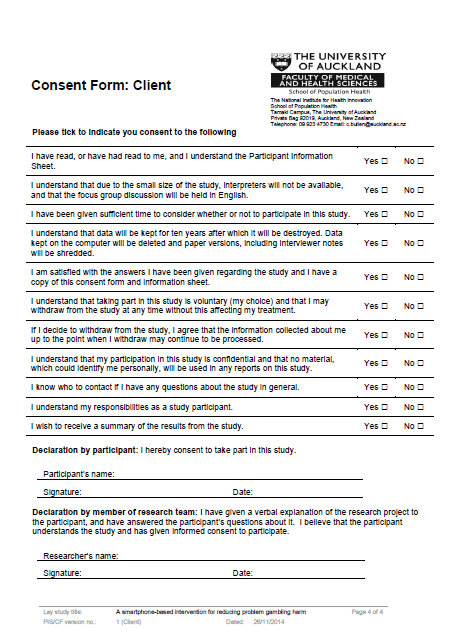 THE UNIVERSITY
OF AUCKLAND
FACULTY OF MEDICAL
AND HEALTH SCIENCES
School of Population Health
Consent Form: Client
The National Institute for Health Innovation
School of Population Health
Tamaki Campus, The University of Auckland
Private Bag 92019, Auckland, New Zealand
Telephone: 09 923 4730 Email: c.bullen@auckland.ac.nz
Please tick to indicate you consent to the following
I have read, or have had read to me, and I understand the Participant Information
Sheet. Yes ☐ No ☐
I understand that due to the small size of the study, interpreters will not be available,
and that the focus group discussion will be held in English. Yes ☐ No ☐
I have been given sufficient time to consider whether or not to participate in this study. Yes ☐ No ☐
I understand that data will be kept for ten years after which it will be destroyed. Data
kept on the computer will be deleted and paper versions, including interviewer notes
will be shredded. Yes ☐ No ☐
I am satisfied with the answers I have been given regarding the study and I have a
copy of this consent form and information sheet. Yes ☐ No ☐
I understand that taking part in this study is voluntary (my choice) and that I may
withdraw from the study at any time without this affecting my treatment. Yes ☐ No ☐
If I decide to withdraw from the study, I agree that the information collected about me
up to the point when I withdraw may continue to be processed. Yes ☐ No ☐
I understand that my participation in this study is confidential and that no material,
which could identify me personally, will be used in any reports on this study. Yes ☐ No ☐
I know who to contact if I have any questions about the study in general. Yes ☐ No ☐
I understand my responsibilities as a study participant. Yes ☐ No ☐
I wish to receive a summary of the results from the study. Yes ☐ No ☐
Declaration by participant: I hereby consent to take part in this study.
Participant's name:
Signature: Date:
Declaration by member of research team: I have given a verbal explanation of the research project to
the participant, and have answered the participant's questions about it. I believe that the participant
understands the study and has given informed consent to participate.
Researcher's name:
Signature: Date:
Lay study title: A smartphone-based intervention for reducing problem gambling harm Page 4 of 4
PIS/CF version no.: 1 (Client) Dated: 26/11/2014